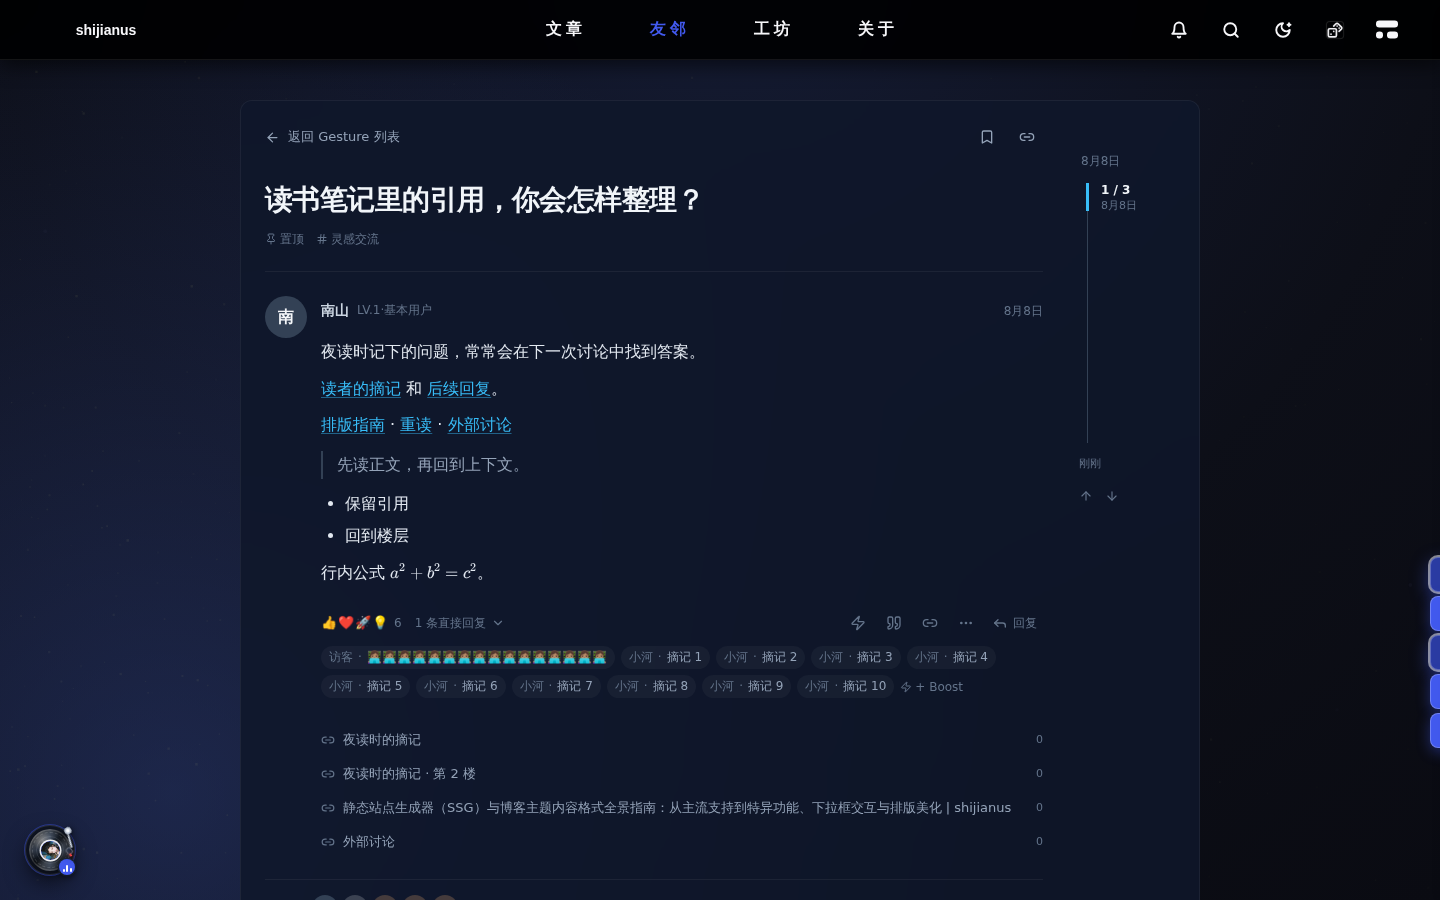 shijianus
文章 友邻 工坊 关于
返回 Gesture 列表
8月8日
1 / 3
8月8日
读书笔记里的引用，你会怎样整理？
置顶 # 灵感交流
南 南山 LV.1·基本用户 8月8日
夜读时记下的问题，常常会在下一次讨论中找到答案。
读者的摘记 和 后续回复。
排版指南 · 重读 · 外部讨论
先读正文，再回到上下文。
刚刚
• 保留引用
• 回到楼层
行内公式 a² + b² = c²。
👍❤️🚀💡 6 1 条直接回复 回复
访客 · 👩🏽‍💻👩🏽‍💻👩🏽‍💻👩🏽‍💻👩🏽‍💻👩🏽‍💻👩🏽‍💻👩🏽‍💻👩🏽‍💻👩🏽‍💻👩🏽‍💻👩🏽‍💻👩🏽‍💻👩🏽‍💻👩🏽‍💻👩🏽‍💻 小河 · 摘记 1 小河 · 摘记 2 小河 · 摘记 3 小河 · 摘记 4
小河 · 摘记 5 小河 · 摘记 6 小河 · 摘记 7 小河 · 摘记 8 小河 · 摘记 9 小河 · 摘记 10 + Boost
夜读时的摘记 0
夜读时的摘记 · 第 2 楼 0
静态站点生成器（SSG）与博客主题内容格式全景指南：从主流支持到特异功能、下拉框交互与排版美化 | shijianus 0
外部讨论 0